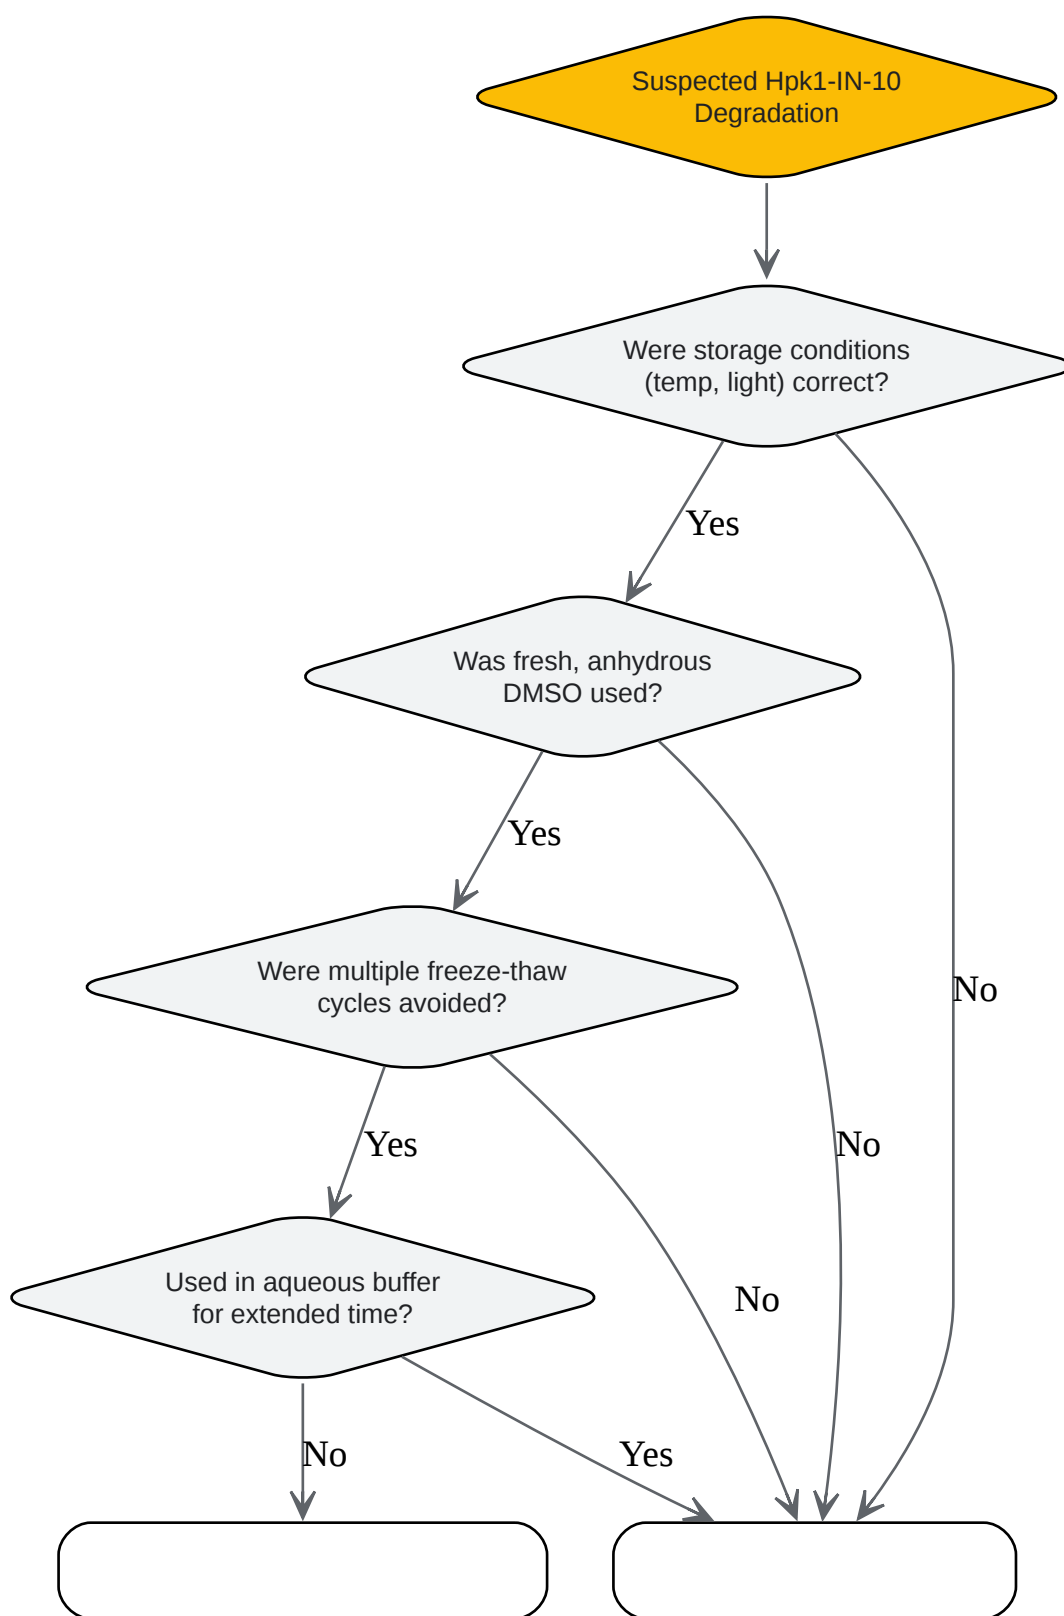 Suspected Hpk1-IN-10
Degradation
Were storage conditions
(temp, light) correct?
Yes
Was fresh, anhydrous
DMSO used?
Yes
Were multiple freeze-thaw
cycles avoided?
No
Yes
No
Used in aqueous buffer
for extended time?
No
No
Yes